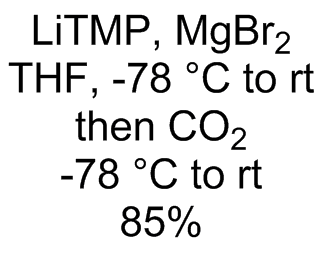 LiTMP, MgBr₂
THF, -78 °C to rt
then CO₂
-78 °C to rt
85%